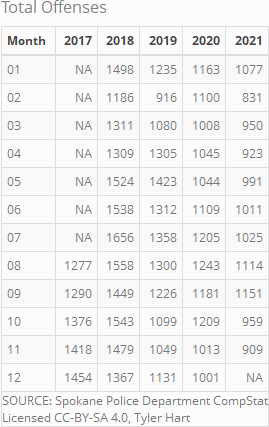 Total Offenses
Month 2017 2018 2019 2020 2021
01 NA 1498 1235 1163 1077
02 NA 1186 916 1100 831
03 NA 1311 1080 1008 950
04 NA 1309 1305 1045 923
05 NA 1524 1423 1044 991
06 NA 1538 1312 1109 1011
07 NA 1656 1358 1205 1025
08 1277 1558 1300 1243 1114
09 1290 1449 1226 1181 1151
10 1376 1543 1099 1209 959
11 1418 1479 1049 1013 909
12 1454 1367 1131 1001 NA
SOURCE: Spokane Police Department CompStat
Licensed CC-BY-SA 4.0, Tyler Hart